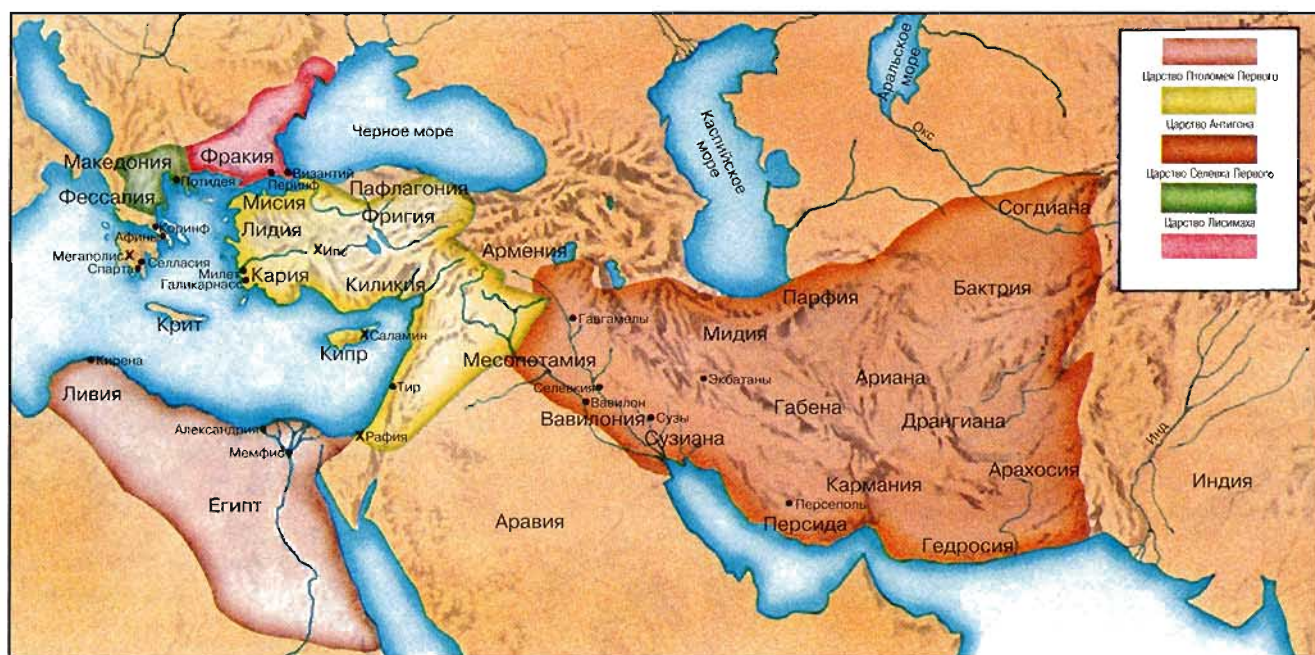 Черное море
Каспийское
море
Аральское
море
Окс
Царство Птоломея Первого
Царство Антигона
Царство Селевка Первого
Царство Лисимаха
Македония
Фракия
Византий
Потидея
Перинф
Пафлагония
Фессалия
Мисия
Фригия
Согдиана
Коринф
Лидия
Афины
Ипс
Армения
Мегаполис
Селласия
Спарта
Милет
Кария
Галикарнасс
Киликия
Парфия
Бактрия
Крит
Гавгамелы
Мидия
Кипр
Саламин
Кирена
Месопотамия
Ливия
Тир
Селевкия
Экбатаны
Ариана
Вавилон
Габена
Вавилония
Сузы
Дрангиана
Александрия
Рафия
Сузиана
Инд
Мемфис
Арахосия
Кармания
Индия
Египт
Персеполь
Аравия
Персида
Гедросия